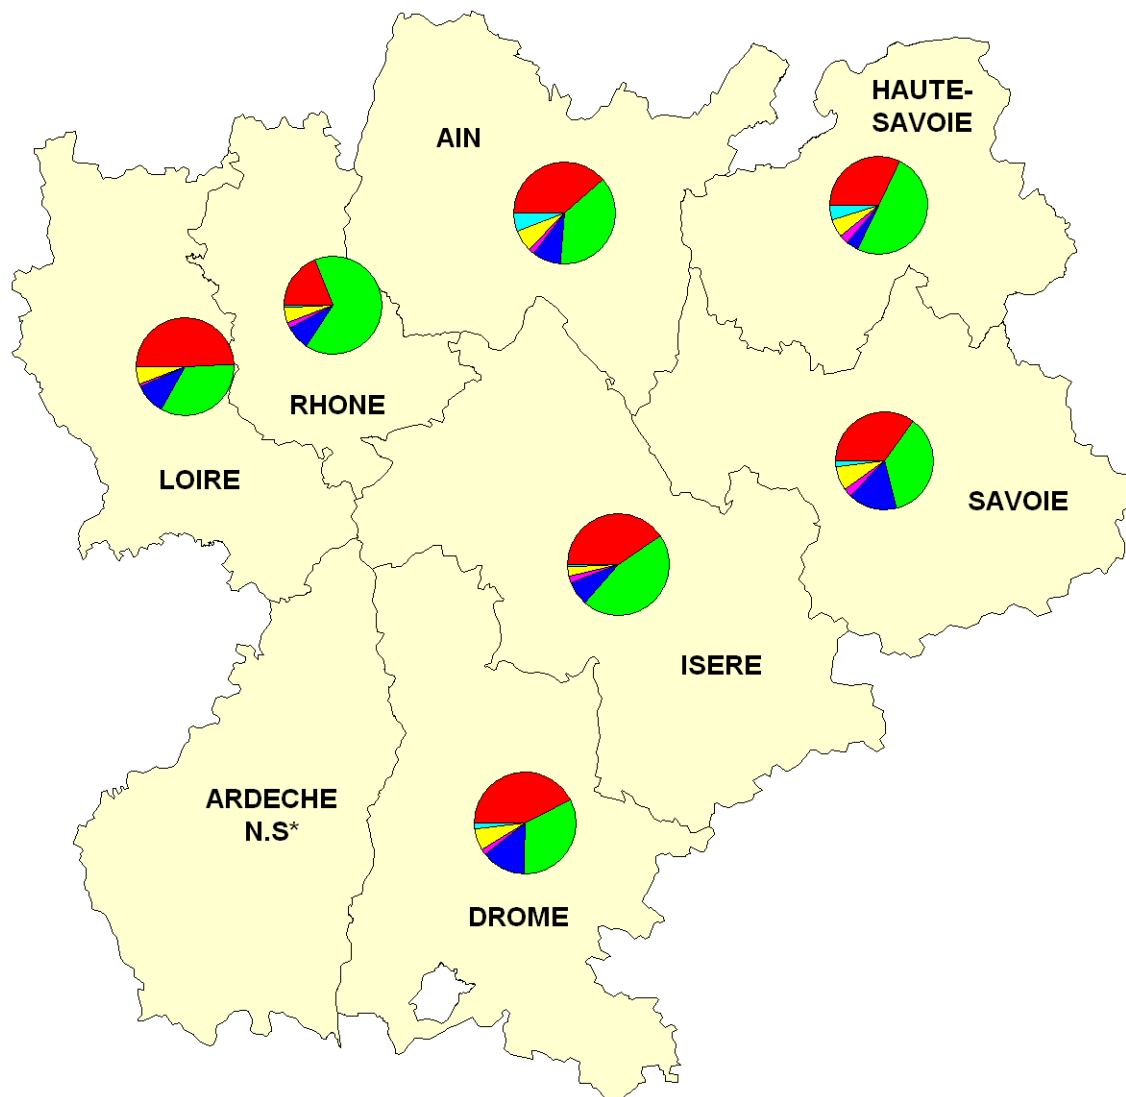 HAUTE-
SAVOIE
AIN
RHONE
LOIRE
SAVOIE
ISERE
ARDECHE
N.S*
DROME